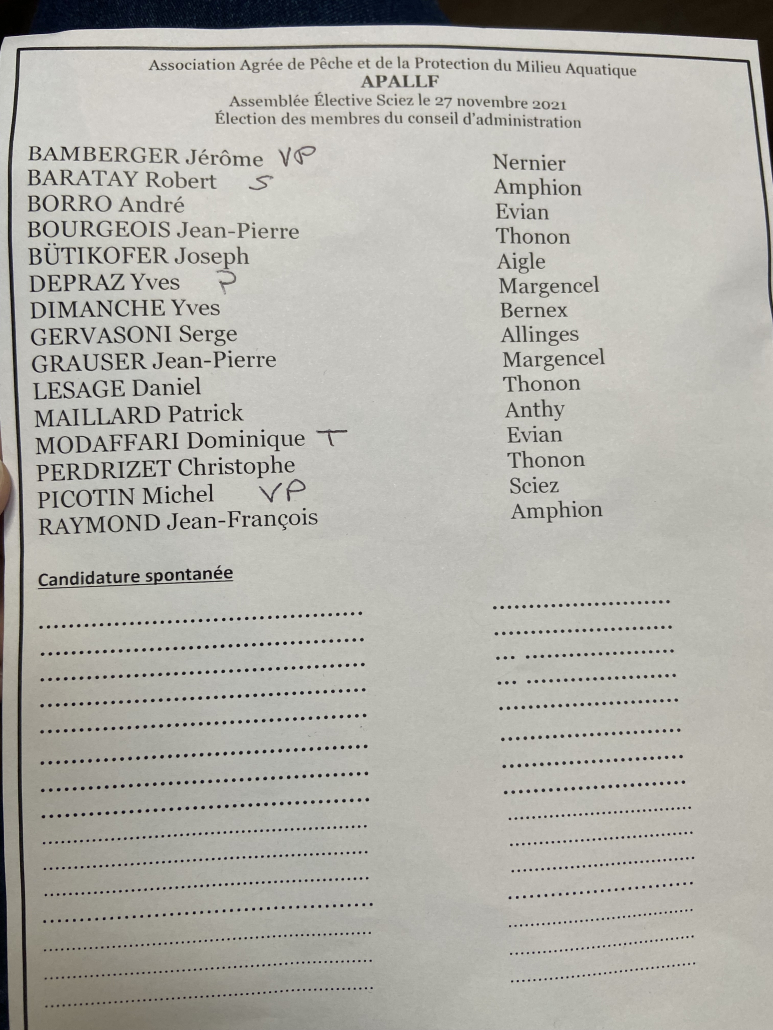 Association Agrée de Pêche et de la Protection du Milieu Aquatique
APALLF
Assemblée Élective Sciez le 27 novembre 2021
Élection des membres du conseil d'administration
BAMBERGER Jérôme VP Nernier
BARATAY Robert S Amphion
BORRO André Evian
BOURGEOIS Jean-Pierre Thonon
BÜTIKOFER Joseph Aigle
DEPRAZ Yves P Margencel
DIMANCHE Yves Bernex
GERVASONI Serge Allinges
GRAUSER Jean-Pierre Margencel
LESAGE Daniel Thonon
MAILLARD Patrick Anthy
MODAFFARI Dominique T Evian
PERDRIZET Christophe Thonon
PICOTIN Michel VP Sciez
RAYMOND Jean-François Amphion
Candidature spontanée